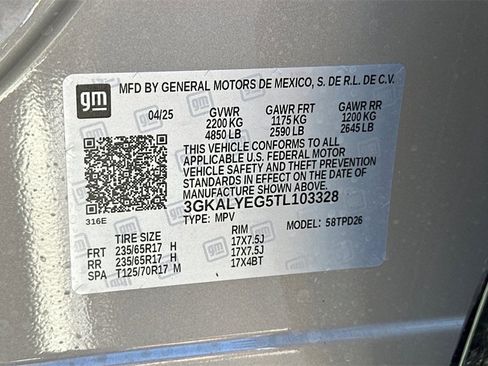 gm MFD BY GENERAL MOTORS DE MEXICO, S. DE R.L. DE C.V.
04/25 GVWR GAWR FRT GAWR RR
2200 KG 1175 KG 1200 KG
4850 LB 2590 LB 2645 LB
THIS VEHICLE CONFORMS TO ALL
APPLICABLE U.S. FEDERAL MOTOR
VEHICLE SAFETY AND THEFT PREVENTION
STANDARDS IN EFFECT ON THE DATE OF
MANUFACTURE SHOWN ABOVE.
3GKALYEG5TL103328
316E TYPE: MPV MODEL: 58TPD26
TIRE SIZE RIM
FRT 235/65R17 H 17X7.5J
RR 235/65R17 H 17X7.5J
SPA T125/70R17 M 17X4BT